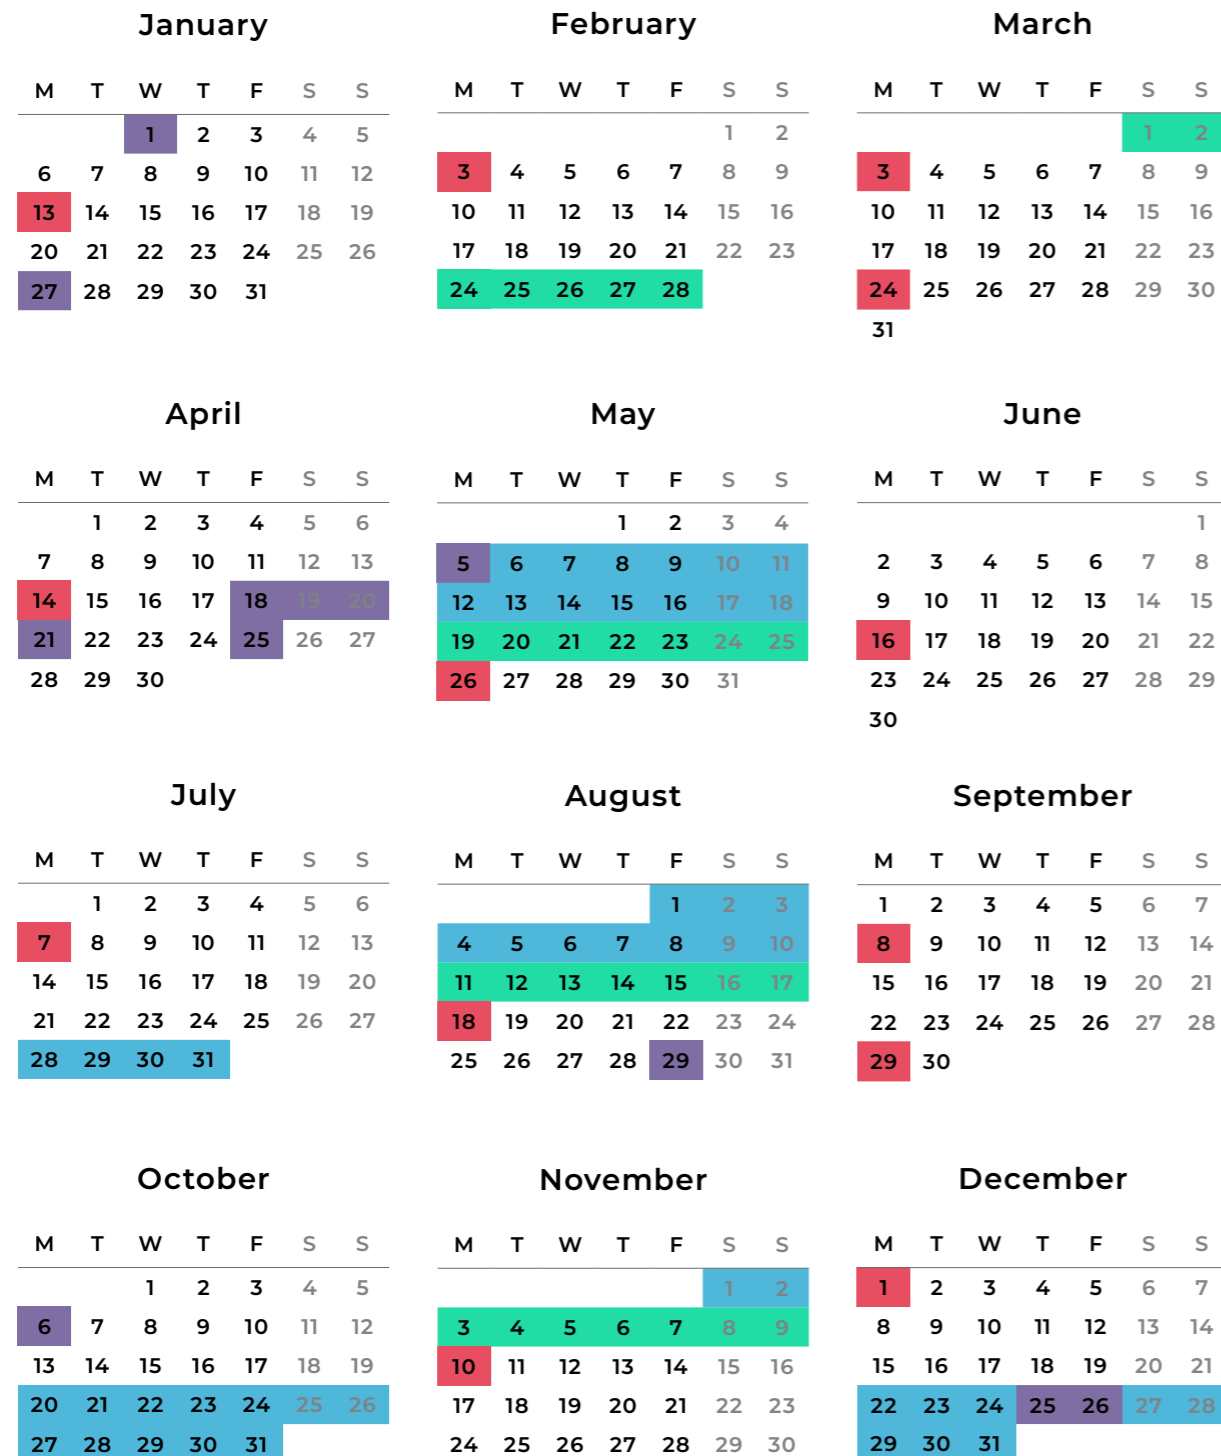 January February March
M T W T F S S M T W T F S S M T W T F S S
1 2 3 4 5 1 2 1 2
6 7 8 9 10 11 12 3 4 5 6 7 8 9 3 4 5 6 7 8 9
13 14 15 16 17 18 19 10 11 12 13 14 15 16 10 11 12 13 14 15 16
20 21 22 23 24 25 26 17 18 19 20 21 22 23 17 18 19 20 21 22 23
27 28 29 30 31 24 25 26 27 28 24 25 26 27 28 29 30
31
April May June
M T W T F S S M T W T F S S M T W T F S S
1 2 3 4 5 6 1 2 3 4 1
7 8 9 10 11 12 13 5 6 7 8 9 10 11 2 3 4 5 6 7 8
14 15 16 17 18 19 20 12 13 14 15 16 17 18 9 10 11 12 13 14 15
21 22 23 24 25 26 27 19 20 21 22 23 24 25 16 17 18 19 20 21 22
28 29 30 26 27 28 29 30 31 23 24 25 26 27 28 29
30
July August September
M T W T F S S M T W T F S S M T W T F S S
1 2 3 4 5 6 1 2 3 1 2 3 4 5 6 7
7 8 9 10 11 12 13 4 5 6 7 8 9 10 8 9 10 11 12 13 14
14 15 16 17 18 19 20 11 12 13 14 15 16 17 15 16 17 18 19 20 21
21 22 23 24 25 26 27 18 19 20 21 22 23 24 22 23 24 25 26 27 28
28 29 30 31 25 26 27 28 29 30 31 29 30
October November December
M T W T F S S M T W T F S S M T W T F S S
1 2 3 4 5 1 2 1 2 3 4 5 6 7
6 7 8 9 10 11 12 3 4 5 6 7 8 9 8 9 10 11 12 13 14
13 14 15 16 17 18 19 10 11 12 13 14 15 16 15 16 17 18 19 20 21
20 21 22 23 24 25 26 17 18 19 20 21 22 23 22 23 24 25 26 27 28
27 28 29 30 31 24 25 26 27 28 29 30 29 30 31